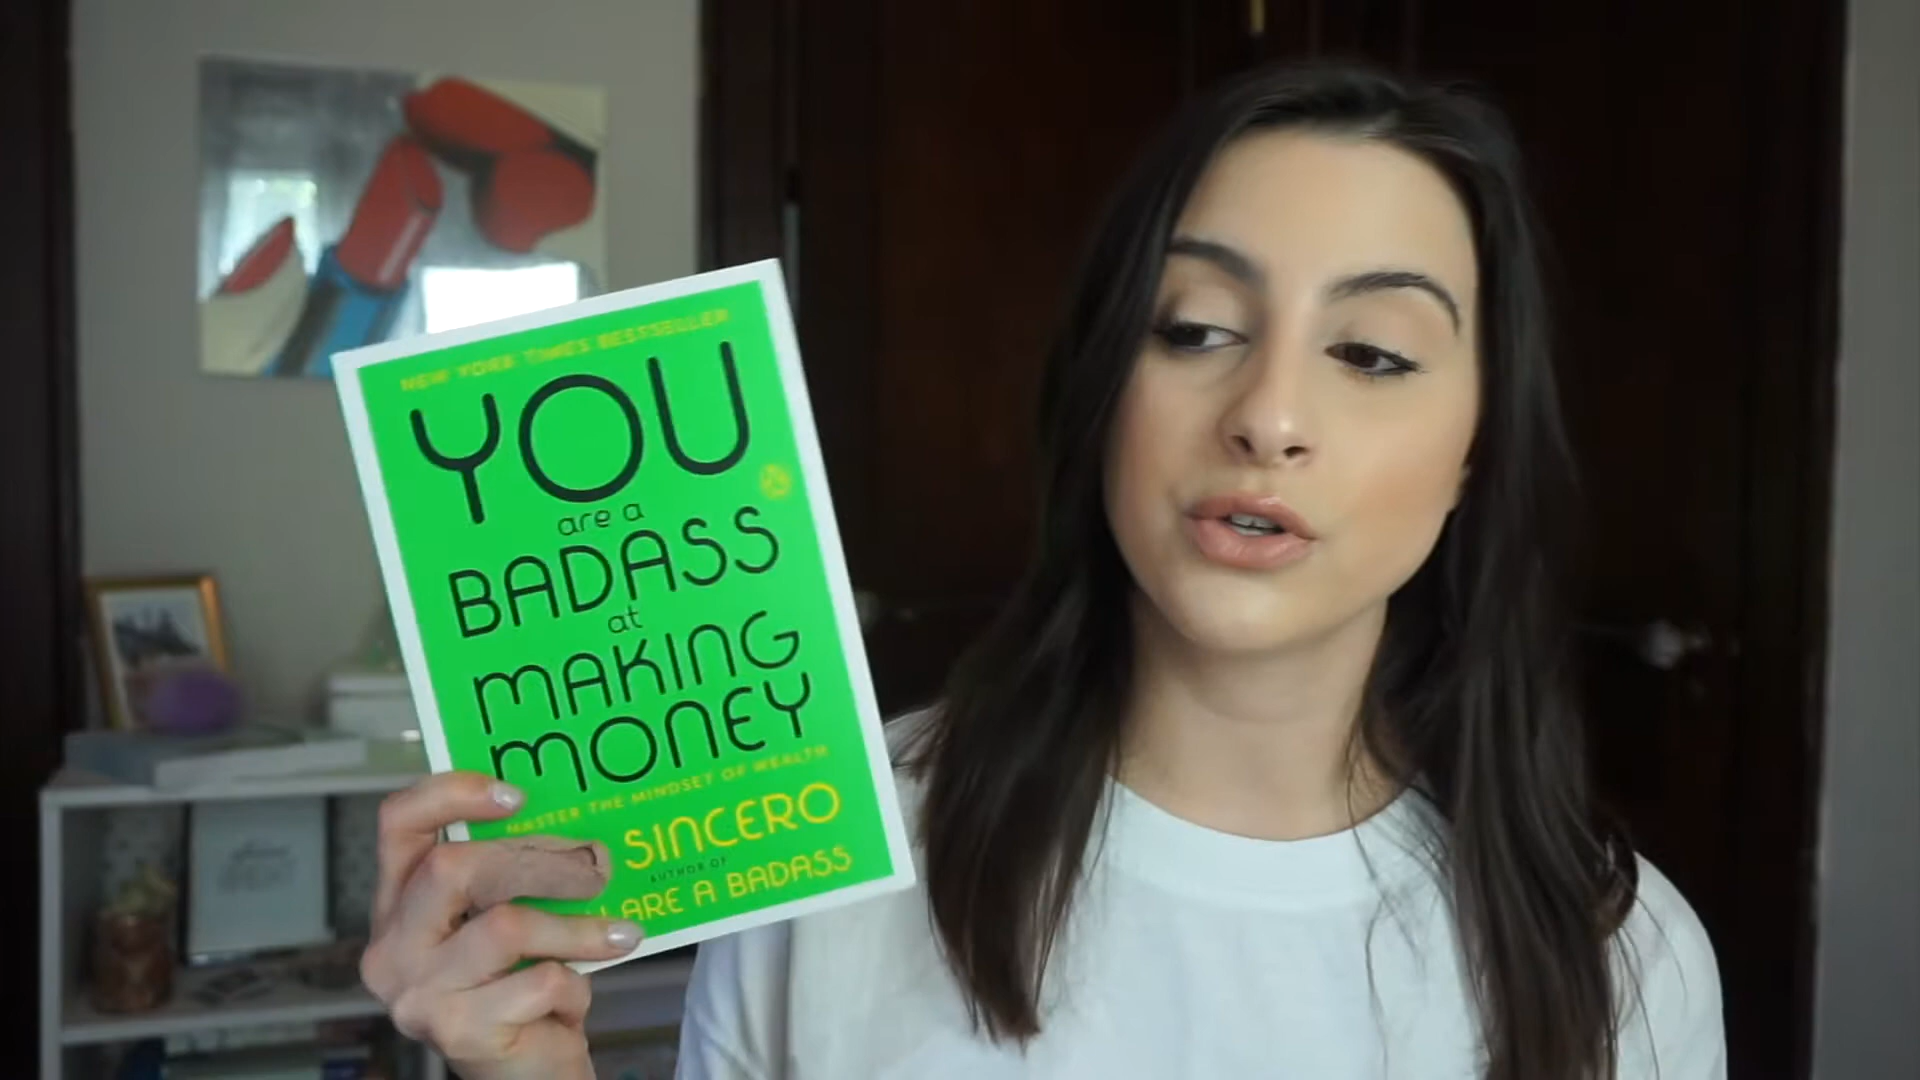 NEW YORK TIMES BESTSELLER
YOU
are a
BADASS
at
MAKING
MONEY
MASTER THE MINDSET OF WEALTH
SINCERO
AUTHOR OF
ARE A BADASS